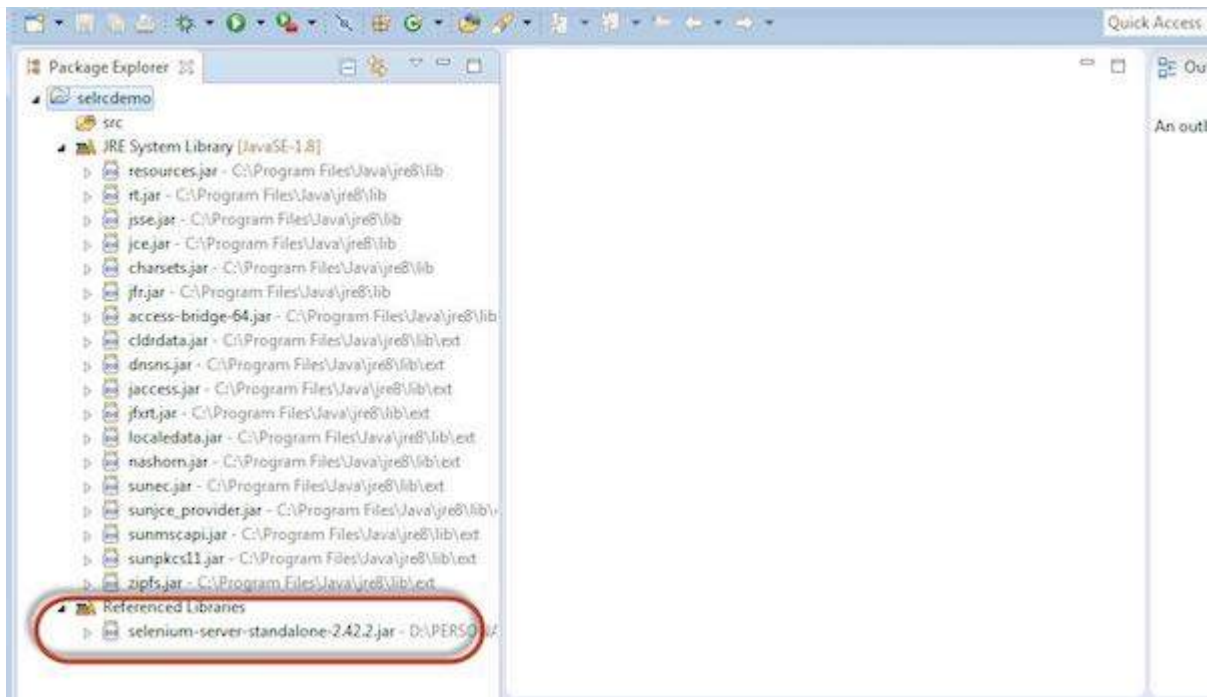 Quick Access
Package Explorer
Ou
selrcdemo
An outl
src
JRE System Library [JavaSE-1.8]
resources.jar - C:\Program Files\Java\jre8\lib
rt.jar - C:\Program Files\Java\jre8\lib
jsse.jar - C:\Program Files\Java\jre8\lib
jce.jar - C:\Program Files\Java\jre8\lib
charsets.jar - C:\Program Files\Java\jre8\lib
jfr.jar - C:\Program Files\Java\jre8\lib
access-bridge-64.jar - C:\Program Files\Java\jre8\lib
cldrdata.jar - C:\Program Files\Java\jre8\lib\ext
dnsns.jar - C:\Program Files\Java\jre8\lib\ext
jaccess.jar - C:\Program Files\Java\jre8\lib\ext
jfxrt.jar - C:\Program Files\Java\jre8\lib\ext
localedata.jar - C:\Program Files\Java\jre8\lib\ext
nashorn.jar - C:\Program Files\Java\jre8\lib\ext
sunec.jar - C:\Program Files\Java\jre8\lib\ext
sunjce_provider.jar - C:\Program Files\Java\jre8\lib\
sunmscapi.jar - C:\Program Files\Java\jre8\lib\ext
sunpkcs11.jar - C:\Program Files\Java\jre8\lib\ext
zipfs.jar - C:\Program Files\Java\jre8\lib\ext
Referenced Libraries
selenium-server-standalone-2.42.2.jar - D:\PERSONA